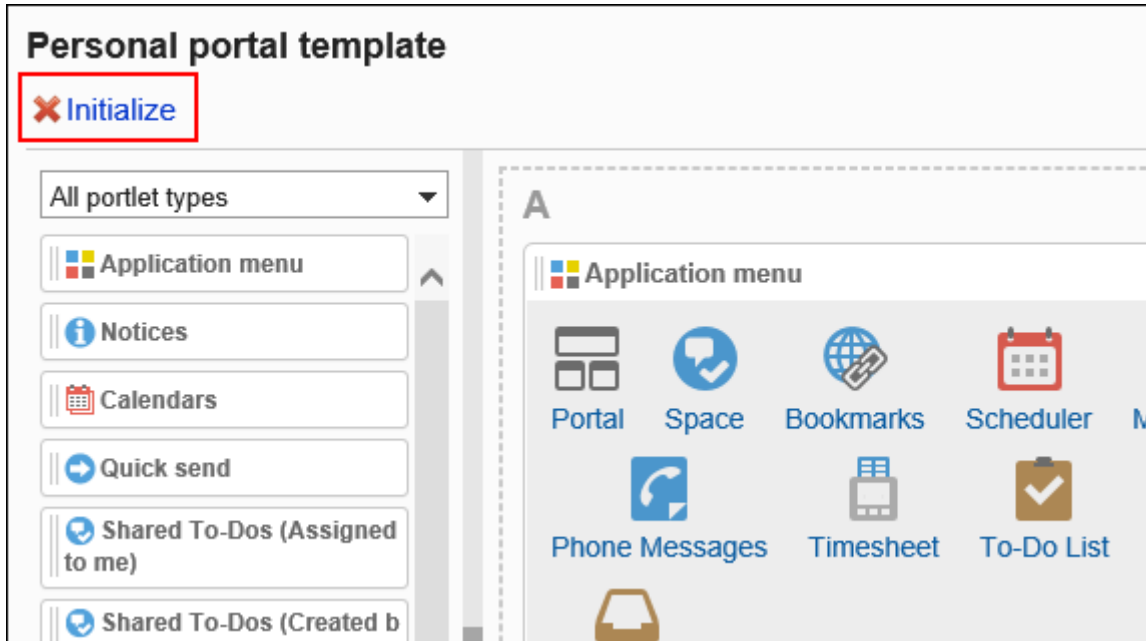 Personal portal template
Initialize
All portlet types
Application menu
Notices
Calendars
Quick send
Shared To-Dos (Assigned
to me)
Shared To-Dos (Created b
A
Application menu
Portal
Space
Bookmarks
Scheduler
M
Phone Messages
Timesheet
To-Do List